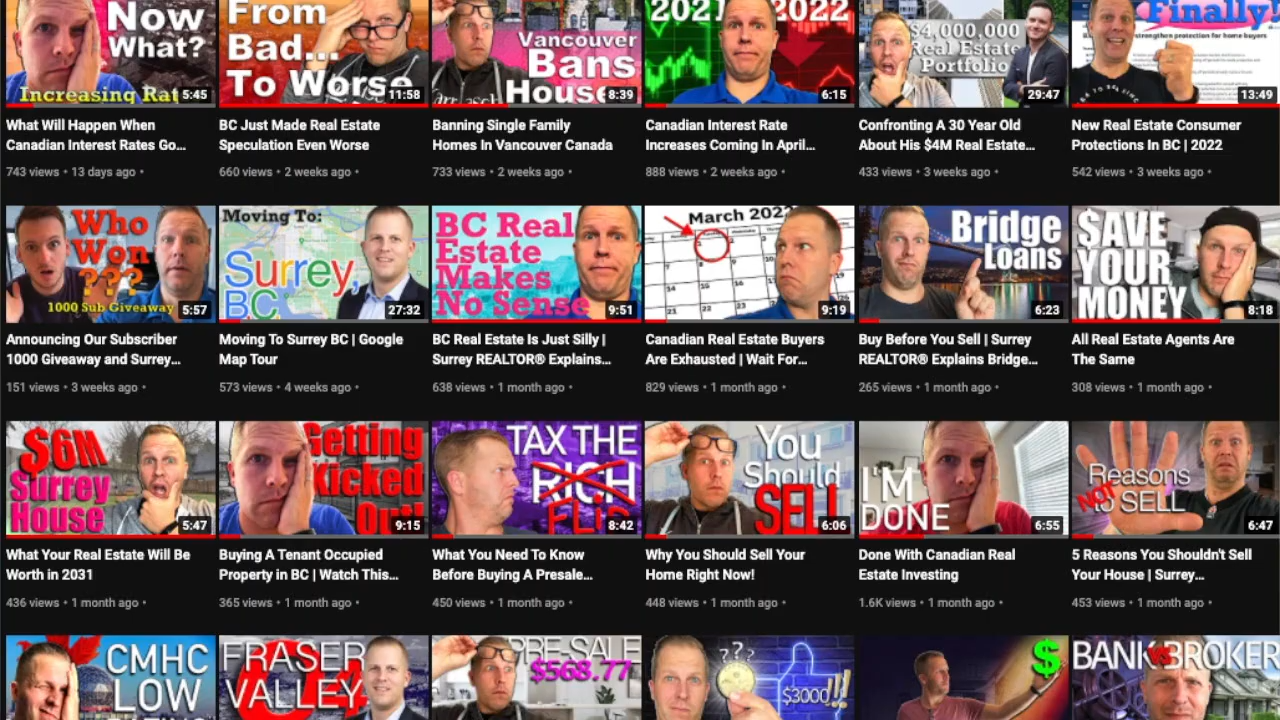 Now
What?
Increasing Rat
5:45
From
Bad...
To Worse
11:58
Vancouver
Bans
8:39
2021 2022
6:15
$4,000,000
Real Estate
Portfolio
29:47
Finally!
strengthen protection for home buyers
13:49
What Will Happen When
Canadian Interest Rates Go...
743 views • 13 days ago •
BC Just Made Real Estate
Speculation Even Worse
660 views • 2 weeks ago •
Banning Single Family
Homes In Vancouver Canada
733 views • 2 weeks ago •
Canadian Interest Rate
Increases Coming In April...
888 views • 2 weeks ago •
Confronting A 30 Year Old
About His $4M Real Estate...
433 views • 3 weeks ago •
New Real Estate Consumer
Protections In BC | 2022
542 views • 3 weeks ago •
Who
Won
???
1000 Sub Giveaway
5:57
Moving To:
Surrey,
BC
27:32
BC Real
Estate
Makes
No Sense
9:51
March 2022
9:19
Bridge
Loans
6:23
$AVE
YOUR
MONEY
8:18
Announcing Our Subscriber
1000 Giveaway and Surrey...
151 views • 3 weeks ago •
Moving To Surrey BC | Google
Map Tour
573 views • 4 weeks ago •
BC Real Estate Is Just Silly |
Surrey REALTOR® Explains...
638 views • 1 month ago •
Canadian Real Estate Buyers
Are Exhausted | Wait For...
829 views • 1 month ago •
Buy Before You Sell | Surrey
REALTOR® Explains Bridge...
265 views • 1 month ago •
All Real Estate Agents Are
The Same
308 views • 1 month ago •
$6M
Surrey
House
5:47
Getting
Kicked
Out!
9:15
TAX THE
RICH
FLIP
8:42
You
Should
SELL
6:06
I'M
DONE
6:55
Reasons
NOT
to SELL
6:47
What Your Real Estate Will Be
Worth in 2031
436 views • 1 month ago •
Buying A Tenant Occupied
Property in BC | Watch This...
365 views • 1 month ago •
What You Need To Know
Before Buying A Presale...
450 views • 1 month ago •
Why You Should Sell Your
Home Right Now!
448 views • 1 month ago •
Done With Canadian Real
Estate Investing
1.6K views • 1 month ago •
5 Reasons You Shouldn't Sell
Your House | Surrey...
453 views • 1 month ago •
CMHC
LOW
FRASER
VALLEY
PRE-SALE
$568.77
???
$3000!!!
$
BANK VS BROKER